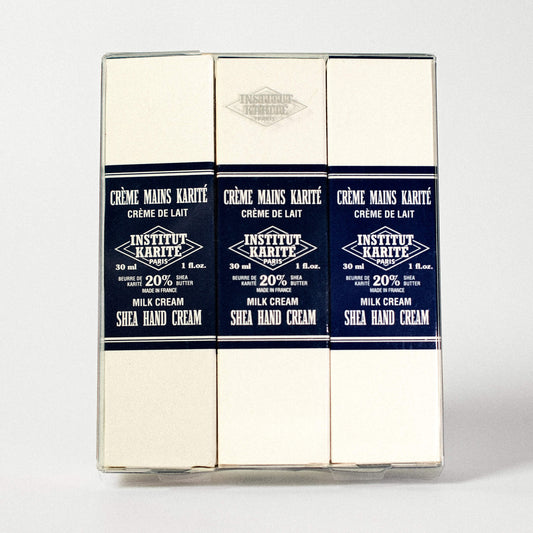 INSTITUT
KARITÉ
PARIS
CRÈME MAINS KARITÉ
CRÈME DE LAIT
INSTITUT
KARITÉ
PARIS
30 ml 1 fl.oz.
BEURRE DE KARITÉ 20% SHEA BUTTER
MADE IN FRANCE
MILK CREAM
SHEA HAND CREAM
CRÈME MAINS KARITÉ
CRÈME DE LAIT
INSTITUT
KARITÉ
PARIS
30 ml 1 fl.oz.
BEURRE DE KARITÉ 20% SHEA BUTTER
MADE IN FRANCE
MILK CREAM
SHEA HAND CREAM
CRÈME MAINS KARITÉ
CRÈME DE LAIT
INSTITUT
KARITÉ
PARIS
30 ml 1 fl.oz.
BEURRE DE KARITÉ 20% SHEA BUTTER
MADE IN FRANCE
MILK CREAM
SHEA HAND CREAM